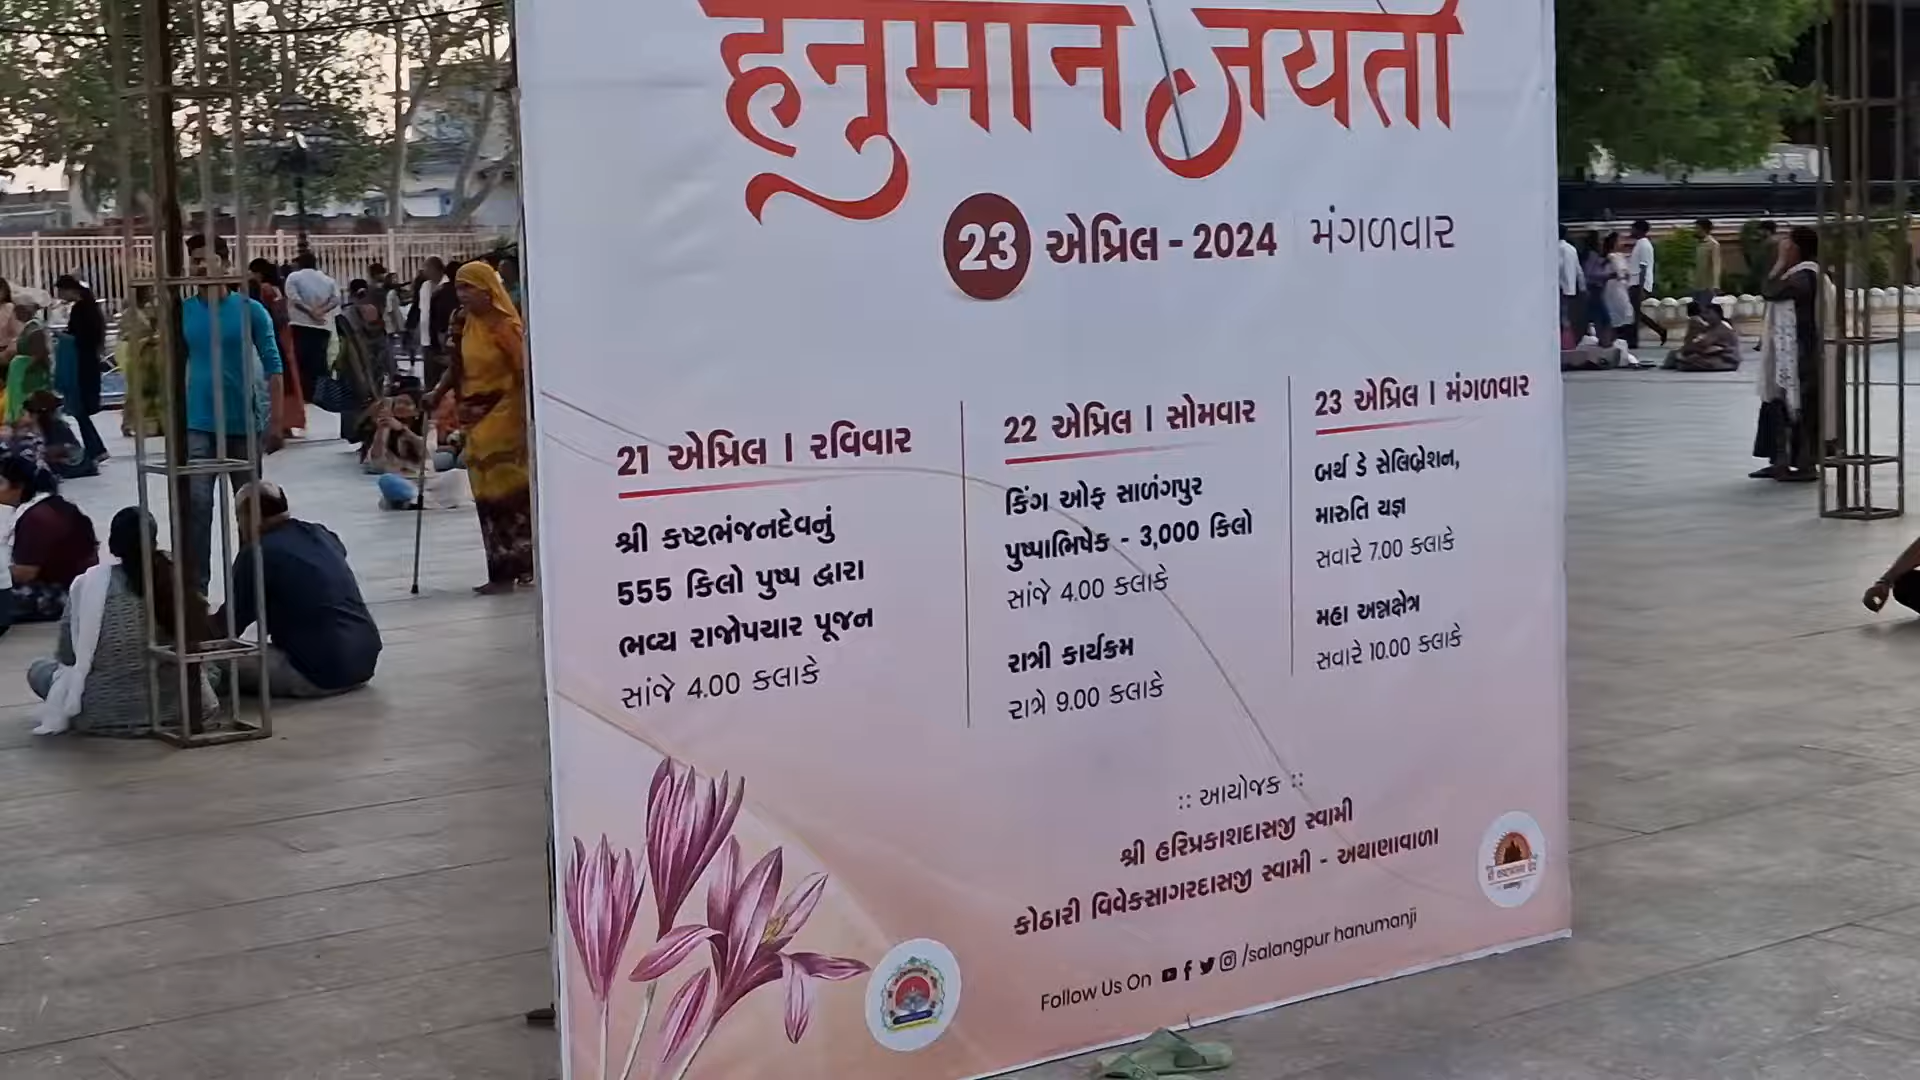 હનુમાન જયંતી
23 એપ્રિલ - 2024 | મંગળવાર
21 એપ્રિલ | રવિવાર
શ્રી કષ્ટભંજનદેવનું
555 કિલો પુષ્પ દ્વારા
ભવ્ય રાજોપચાર પૂજન
સાંજે 4.00 કલાકે
22 એપ્રિલ | સોમવાર
કિંગ ઓફ સાળંગપુર
પુષ્પાભિષેક - 3,000 કિલો
સાંજે 4.00 કલાકે
રાત્રી કાર્યક્રમ
રાત્રે 9.00 કલાકે
23 એપ્રિલ | મંગળવાર
બર્થ ડે સેલિબ્રેશન,
મારુતિ યજ્ઞ
સવારે 7.00 કલાકે
મહા અન્નક્ષેત્ર
સવારે 10.00 કલાકે
:: આયોજક ::
શ્રી હરિપ્રકાશદાસજી સ્વામી
કોઠારી વિવેકસાગરદાસજી સ્વામી - અથાણાવાળા
Follow Us On /salangpur hanumanji